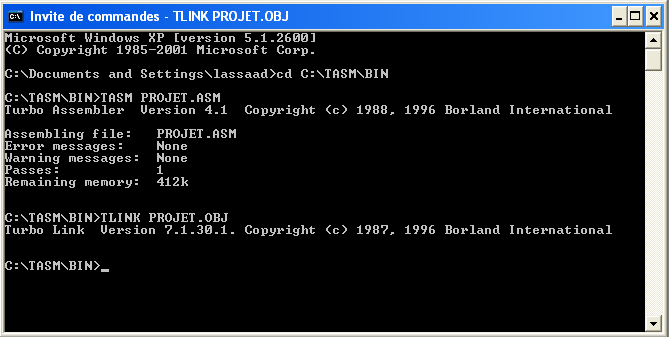 Invite de commandes - TLINK PROJET.OBJ
Microsoft Windows XP [version 5.1.2600]
(C) Copyright 1985-2001 Microsoft Corp.
C:\Documents and Settings\lassaad>cd C:\TASM\BIN
C:\TASM\BIN>TASM PROJET.ASM
Turbo Assembler  Version 4.1  Copyright (c) 1988, 1996 Borland International
Assembling file:   PROJET.ASM
Error messages:    None
Warning messages:  None
Passes:            1
Remaining memory:  412k
C:\TASM\BIN>TLINK PROJET.OBJ
Turbo Link  Version 7.1.30.1. Copyright (c) 1987, 1996 Borland International
C:\TASM\BIN>_